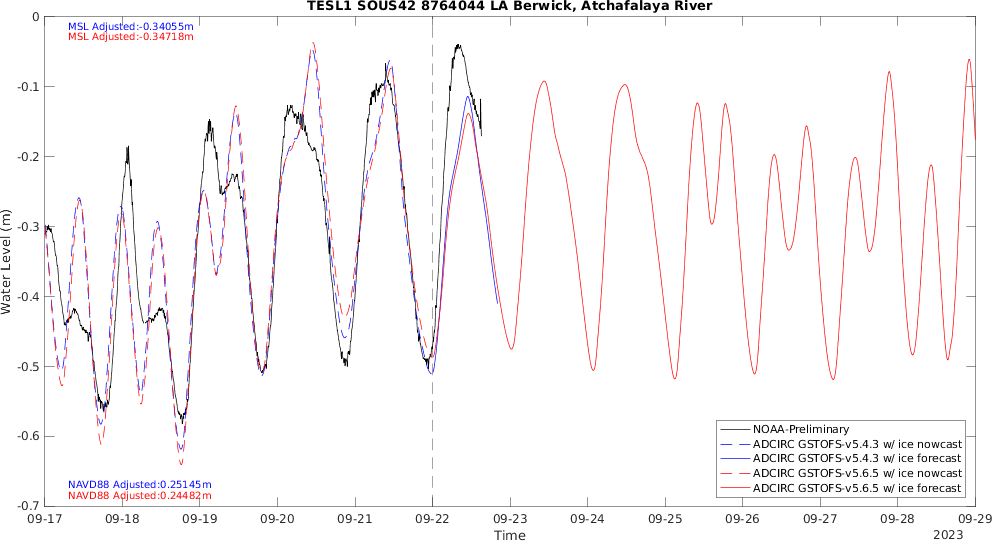 TESL1 SOUS42 8764044 LA Berwick, Atchafalaya River
MSL Adjusted:-0.34055m
MSL Adjusted:-0.34718m
0
-0.1
-0.2
-0.3
-0.4
-0.5
-0.6
-0.7
Water Level (m)
NAVD88 Adjusted:0.25145m
NAVD88 Adjusted:0.24482m
NOAA-Preliminary
ADCIRC GSTOFS-v5.4.3 w/ ice nowcast
ADCIRC GSTOFS-v5.4.3 w/ ice forecast
ADCIRC GSTOFS-v5.6.5 w/ ice nowcast
ADCIRC GSTOFS-v5.6.5 w/ ice forecast
09-17 09-18 09-19 09-20 09-21 09-22 09-23 09-24 09-25 09-26 09-27 09-28 09-29
Time
2023